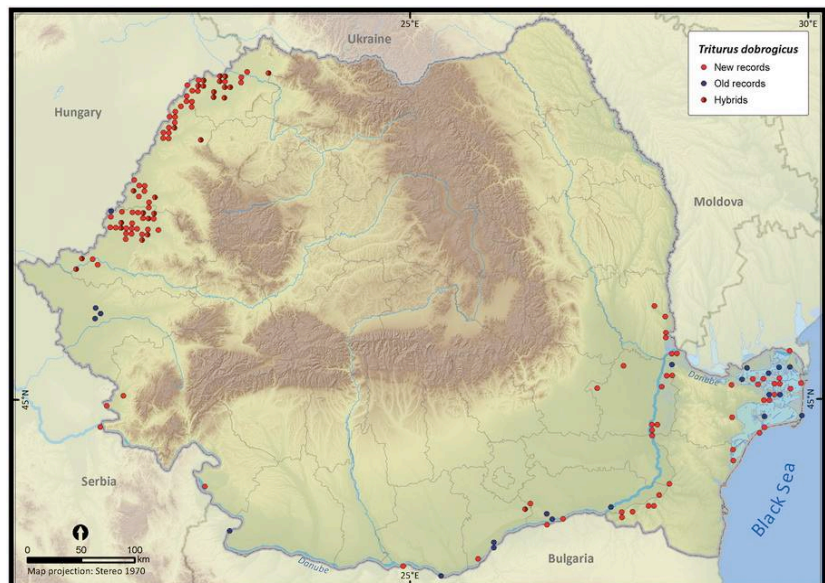 25°E
30°E
Ukraine
Triturus dobrogicus
New records
Old records
Hybrids
Hungary
Moldova
Danube
45°N
45°N
Serbia
Black Sea
0 50 100
km
Map projection: Stereo 1970
Danube
Bulgaria
25°E